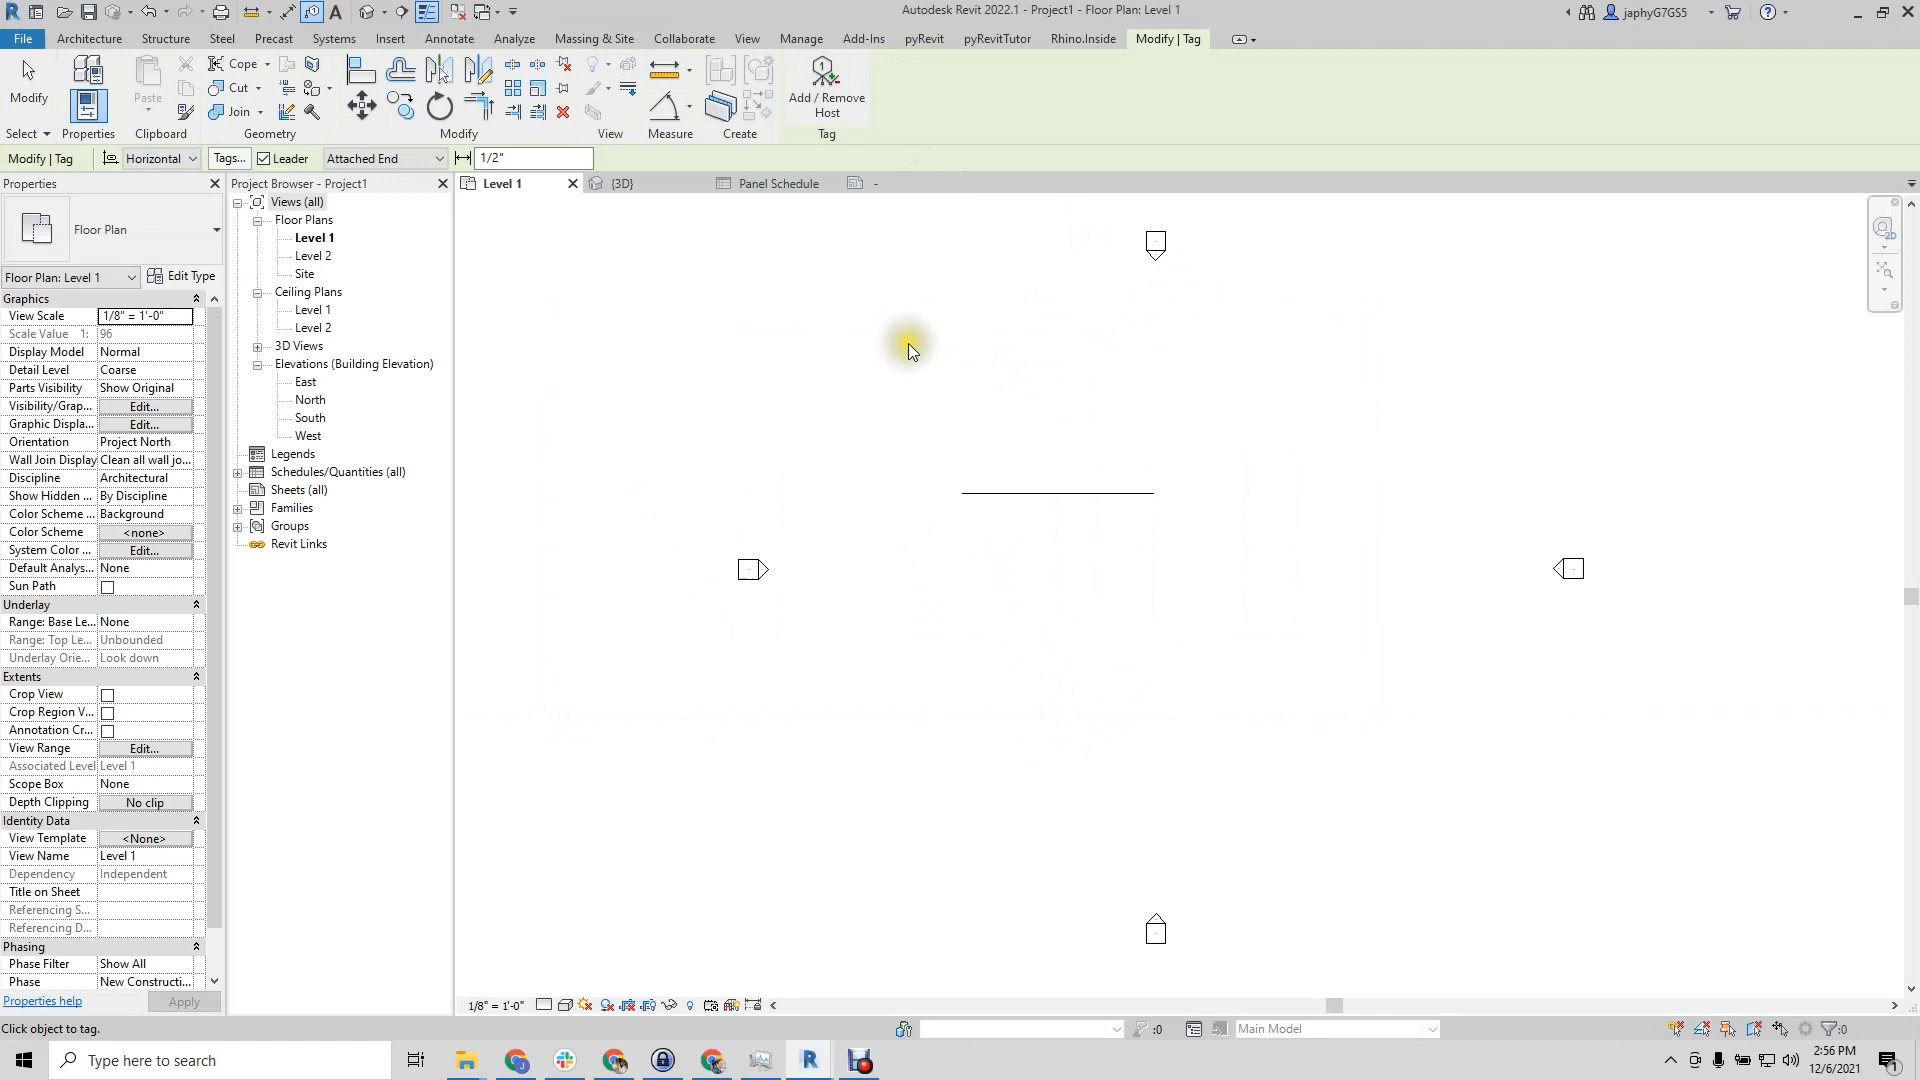 Autodesk Revit 2022.1 - Project1 - Floor Plan: Level 1
japhyG7GS5
File
Architecture
Structure
Steel
Precast
Systems
Insert
Annotate
Analyze
Massing & Site
Collaborate
View
Manage
Add-Ins
pyRevit
pyRevitTutor
Rhino.Inside
Modify | Tag
Modify
Paste
Cope
Cut
Join
Add / Remove
Host
Select
Properties
Clipboard
Geometry
Modify
View
Measure
Create
Tag
Modify | Tag
Horizontal
Tags...
Leader
Attached End
1/2"
Properties
Project Browser - Project1
Level 1
{3D}
Panel Schedule
-
Floor Plan
Floor Plan: Level 1
Edit Type
Graphics
View Scale 1/8" = 1'-0"
Scale Value 1: 96
Display Model Normal
Detail Level Coarse
Parts Visibility Show Original
Visibility/Grap... Edit...
Graphic Displa... Edit...
Orientation Project North
Wall Join Display Clean all wall jo...
Discipline Architectural
Show Hidden ... By Discipline
Color Scheme ... Background
Color Scheme <none>
System Color ... Edit...
Default Analys... None
Sun Path
Underlay
Range: Base Le... None
Range: Top Le... Unbounded
Underlay Orie... Look down
Extents
Crop View
Crop Region V...
Annotation Cr...
View Range Edit...
Associated Level Level 1
Scope Box None
Depth Clipping No clip
Identity Data
View Template <None>
View Name Level 1
Dependency Independent
Title on Sheet
Referencing S...
Referencing D...
Phasing
Phase Filter Show All
Phase New Constructi...
Properties help
Apply
Views (all)
Floor Plans
Level 1
Level 2
Site
Ceiling Plans
Level 1
Level 2
3D Views
Elevations (Building Elevation)
East
North
South
West
Legends
Schedules/Quantities (all)
Sheets (all)
Families
Groups
Revit Links
2D
1/8" = 1'-0"
Click object to tag.
:0
Main Model
:0
Type here to search
2:56 PM
12/6/2021